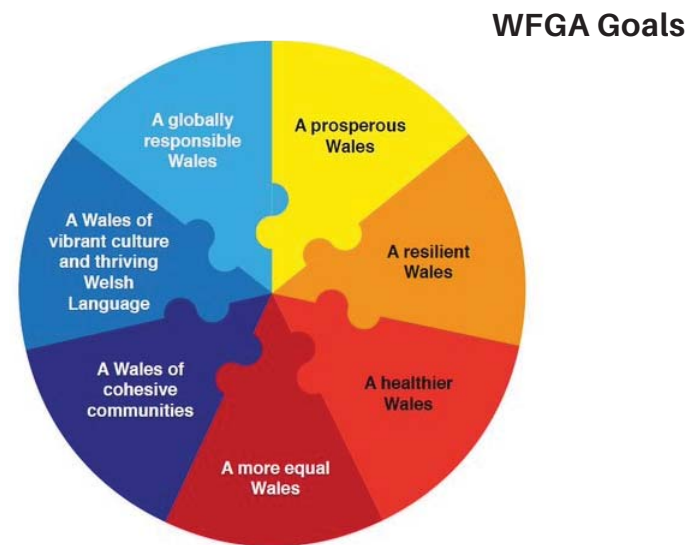 WFGA Goals
A prosperous
Wales
A resilient
Wales
A healthier
Wales
A more equal
Wales
A Wales of
cohesive
communities
A Wales of
vibrant culture
and thriving
Welsh
Language
A globally
responsible
Wales